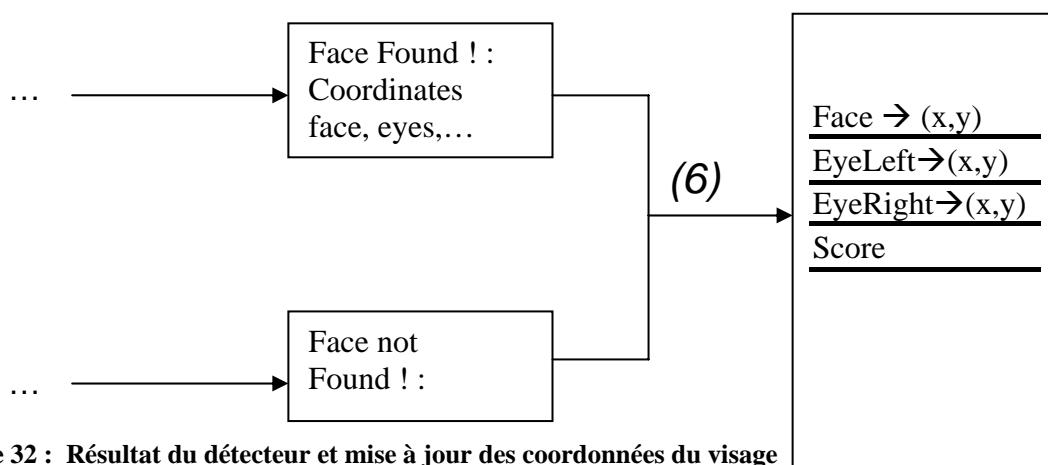 Face Found ! :
Coordinates
face, eyes,…
…
Face → (x,y)
EyeLeft→(x,y)
EyeRight→(x,y)
Score
(6)
Face not
Found ! :
…
e 32 : Résultat du détecteur et mise à jour des coordonnées du visage